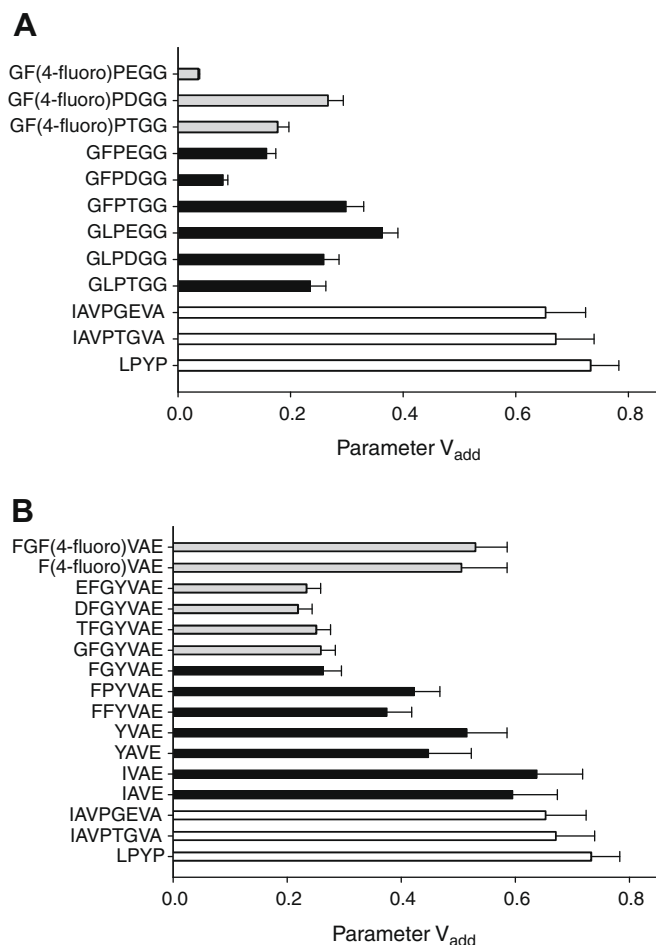 A
GF(4-fluoro)PEGG
GF(4-fluoro)PDGG
GF(4-fluoro)PTGG
GFPEGG
GFPDGG
GFPTGG
GLPEGG
GLPDGG
GLPTGG
IAVPGEVA
IAVPTGVA
LPYP
0.0 0.2 0.4 0.6 0.8
Parameter Vadd
B
FGF(4-fluoro)VAE
F(4-fluoro)VAE
EFGYVAE
DFGYVAE
TFGYVAE
GFGYVAE
FGYVAE
FPYVAE
FFYVAE
YVAE
YAVE
IVAE
IAVE
IAVPGEVA
IAVPTGVA
LPYP
0.0 0.2 0.4 0.6 0.8
Parameter Vadd